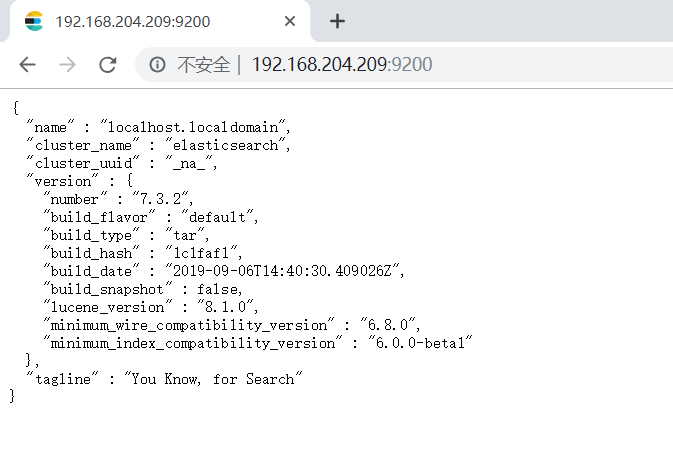 192.168.204.209:9200
不安全 | 192.168.204.209:9200
{
"name" : "localhost.localdomain",
"cluster_name" : "elasticsearch",
"cluster_uuid" : "_na_",
"version" : {
"number" : "7.3.2",
"build_flavor" : "default",
"build_type" : "tar",
"build_hash" : "1c1faf1",
"build_date" : "2019-09-06T14:40:30.409026Z",
"build_snapshot" : false,
"lucene_version" : "8.1.0",
"minimum_wire_compatibility_version" : "6.8.0",
"minimum_index_compatibility_version" : "6.0.0-beta1"
},
"tagline" : "You Know, for Search"
}